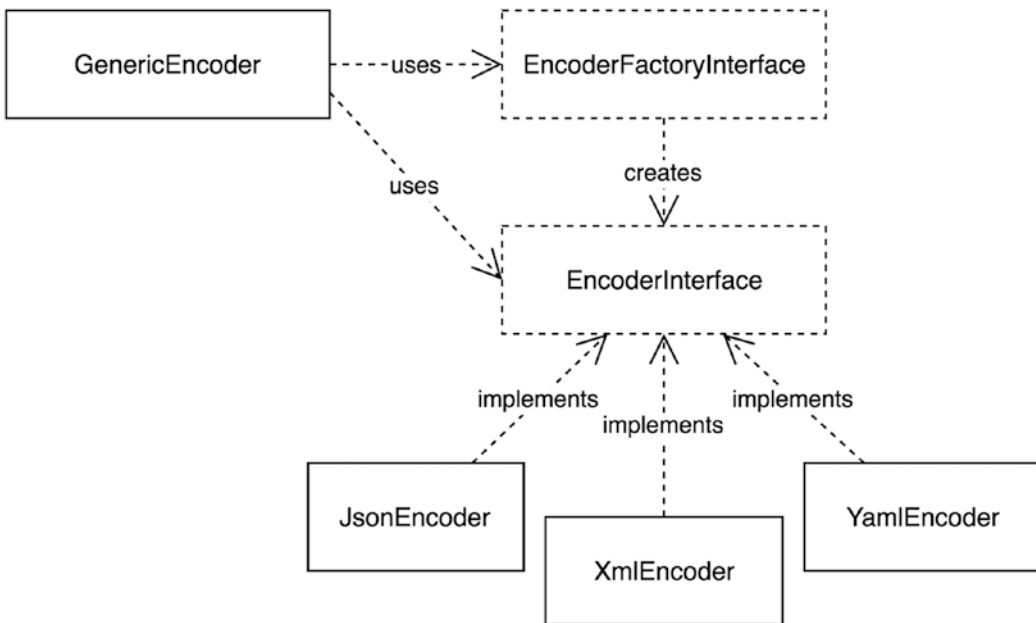 GenericEncoder
uses
EncoderFactoryInterface
uses
creates
EncoderInterface
implements
implements
implements
JsonEncoder
XmlEncoder
YamlEncoder